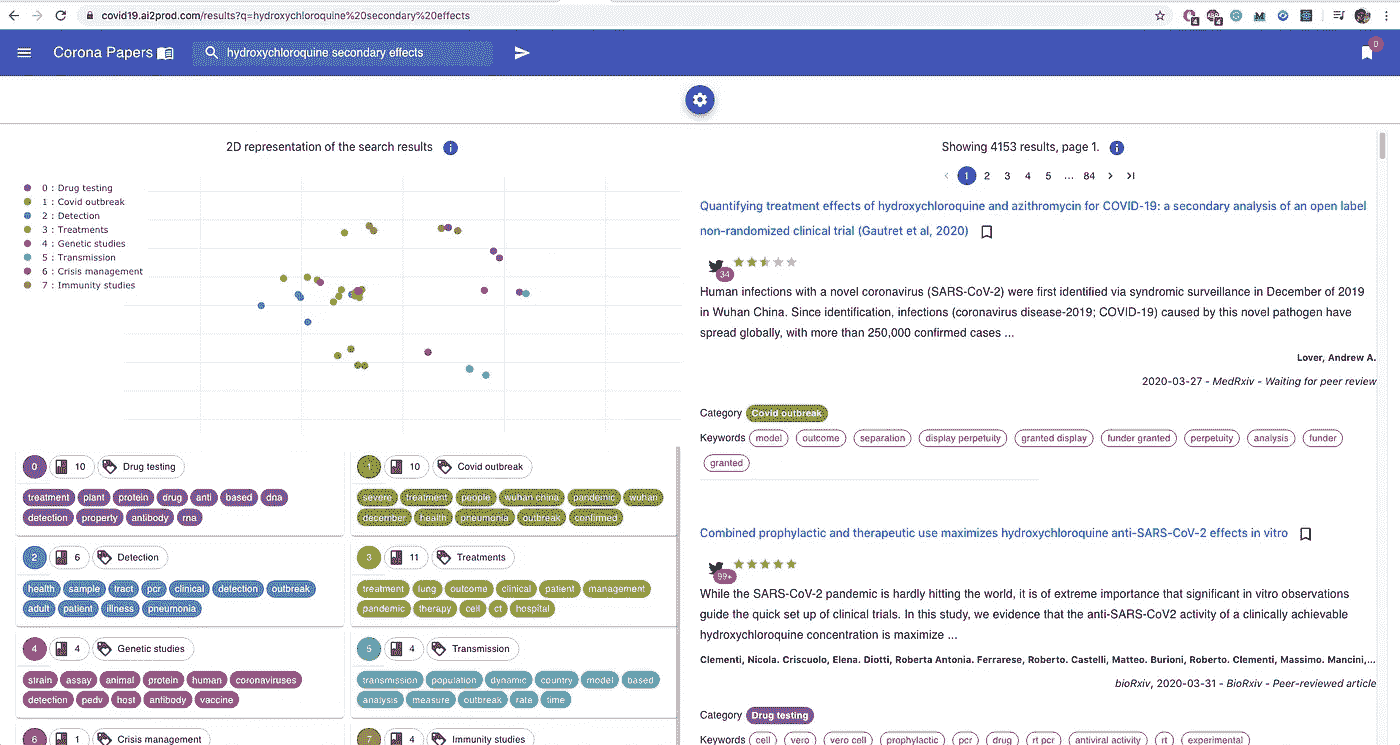 covid19.ai2prod.com/results?q=hydroxychloroquine%20secondary%20effects
Corona Papers
hydroxychloroquine secondary effects
0
2D representation of the search results
0 : Drug testing
1 : Covid outbreak
2 : Detection
3 : Treatments
4 : Genetic studies
5 : Transmission
6 : Crisis management
7 : Immunity studies
0 10 Drug testing
treatment plant protein drug anti based dna
detection property antibody rna
1 10 Covid outbreak
severe treatment people wuhan china pandemic wuhan
december health pneumonia outbreak confirmed
2 6 Detection
health sample tract pcr clinical detection outbreak
adult patient illness pneumonia
3 11 Treatments
treatment lung outcome clinical patient management
pandemic therapy cell ct hospital
4 4 Genetic studies
strain assay animal protein human coronaviruses
detection pedv host antibody vaccine
5 4 Transmission
transmission population dynamic country model based
analysis measure outbreak rate time
6 1 Crisis management
7 4 Immunity studies
Showing 4153 results, page 1.
1 2 3 4 5 ... 84
Quantifying treatment effects of hydroxychloroquine and azithromycin for COVID-19: a secondary analysis of an open label
non-randomized clinical trial (Gautret et al, 2020)
34
Human infections with a novel coronavirus (SARS-CoV-2) were first identified via syndromic surveillance in December of 2019
in Wuhan China. Since identification, infections (coronavirus disease-2019; COVID-19) caused by this novel pathogen have
spread globally, with more than 250,000 confirmed cases ...
Lover, Andrew A.
2020-03-27 - MedRxiv - Waiting for peer review
Category Covid outbreak
Keywords model outcome separation display perpetuity granted display funder granted perpetuity analysis funder
granted
Combined prophylactic and therapeutic use maximizes hydroxychloroquine anti-SARS-CoV-2 effects in vitro
99+
While the SARS-CoV-2 pandemic is hardly hitting the world, it is of extreme importance that significant in vitro observations
guide the quick set up of clinical trials. In this study, we evidence that the anti-SARS-CoV2 activity of a clinically achievable
hydroxychloroquine concentration is maximize ...
Clementi, Nicola. Criscuolo, Elena. Diotti, Roberta Antonia. Ferrarese, Roberto. Castelli, Matteo. Burioni, Roberto. Clementi, Massimo. Mancini,...
bioRxiv, 2020-03-31 - BioRxiv - Peer-reviewed article
Category Drug testing
Keywords cell vero vero cell prophylactic pcr drug rt pcr antiviral activity rt experimental